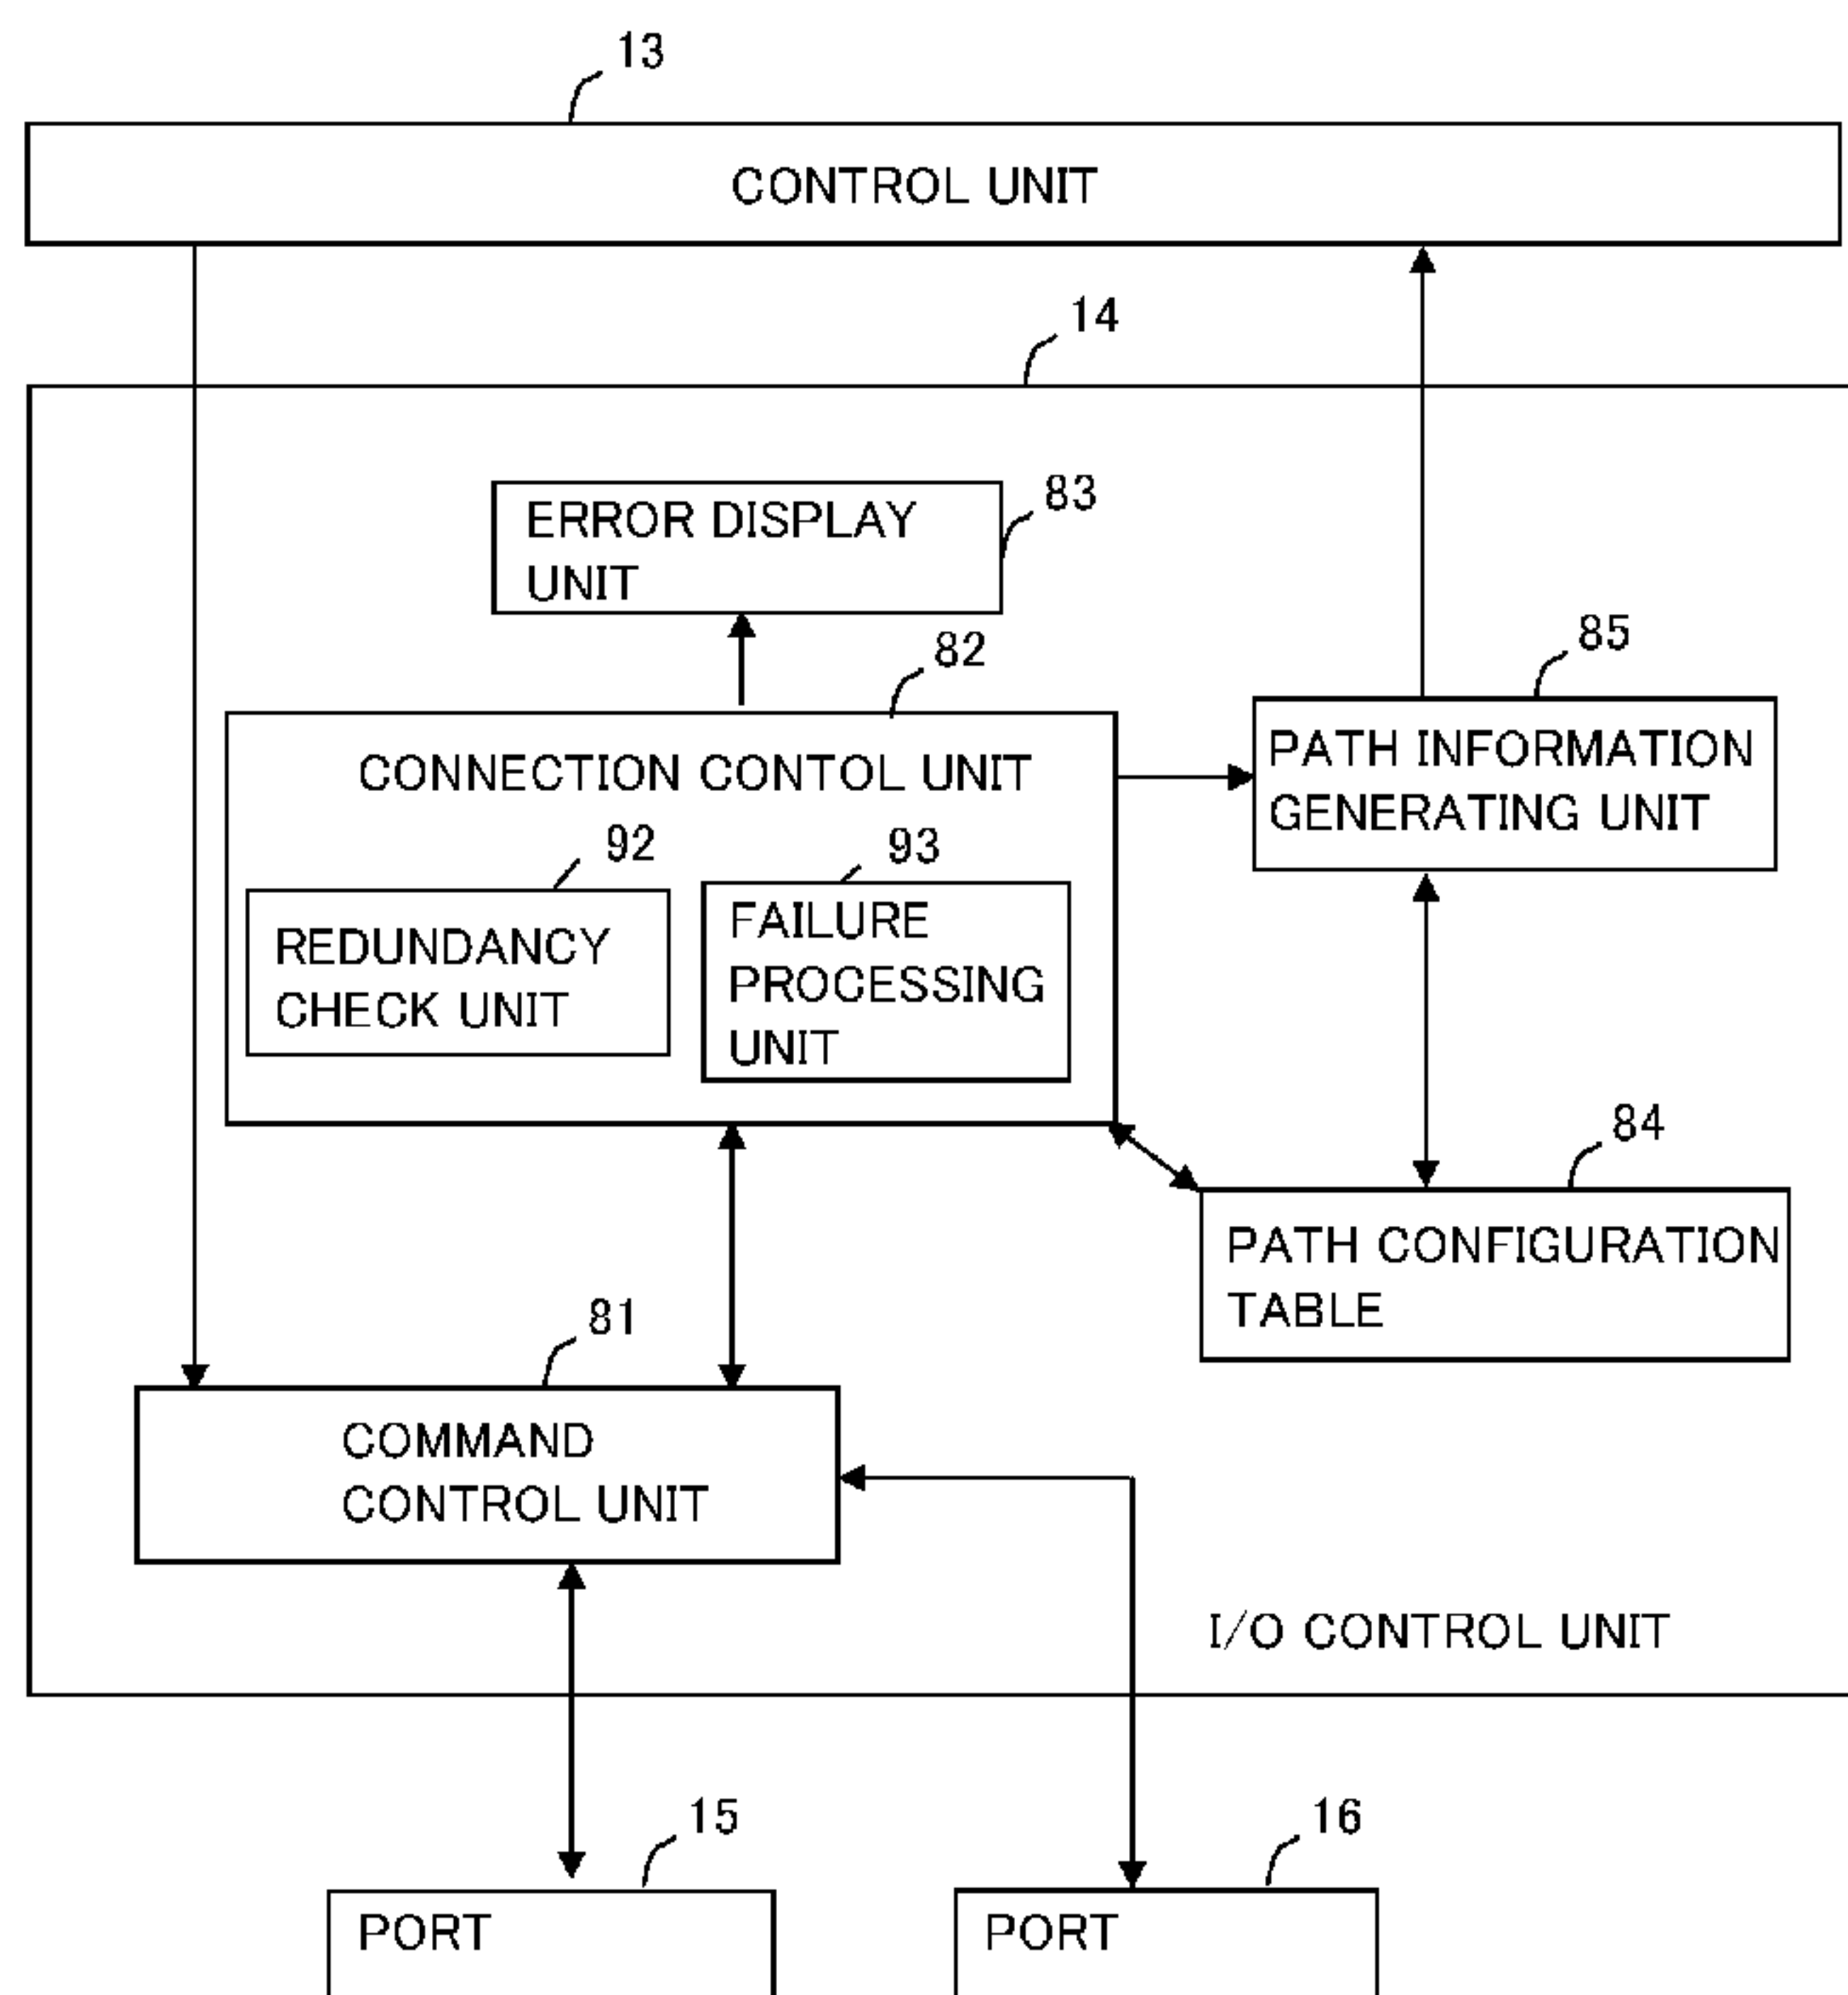 13
CONTROL UNIT
14
ERROR DISPLAY
UNIT
83
82
85
CONNECTION CONTOL UNIT
PATH INFORMATION
GENERATING UNIT
92
93
REDUNDANCY
CHECK UNIT
FAILURE
PROCESSING
UNIT
84
PATH CONFIGURATION
TABLE
81
COMMAND
CONTROL UNIT
I/O CONTROL UNIT
15
16
PORT
PORT